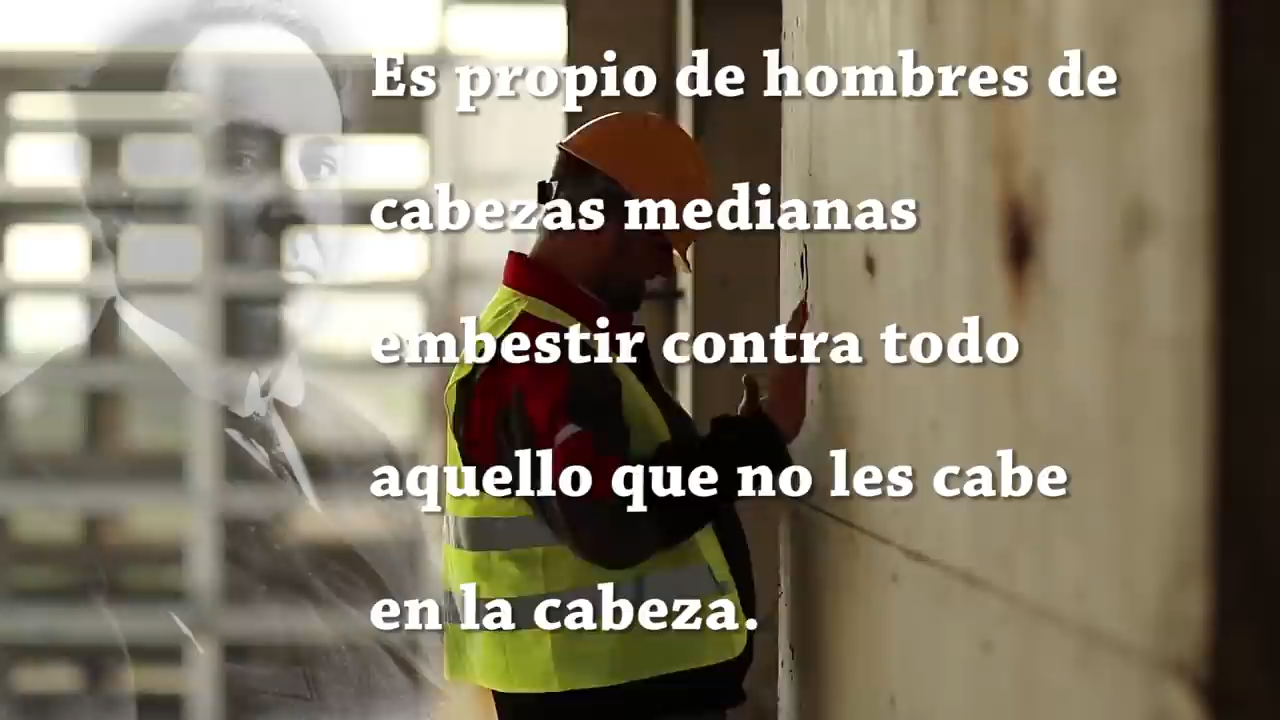 Es propio de hombres de
cabezas medianas
embestir contra todo
aquello que no les cabe
en la cabeza.